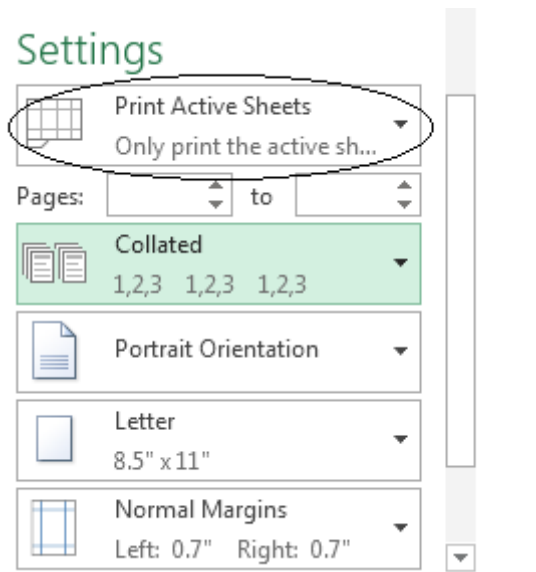 Settings
Print Active Sheets
Only print the active sh...
Pages: to
Collated
1,2,3 1,2,3 1,2,3
Portrait Orientation
Letter
8.5" x 11"
Normal Margins
Left: 0.7" Right: 0.7"